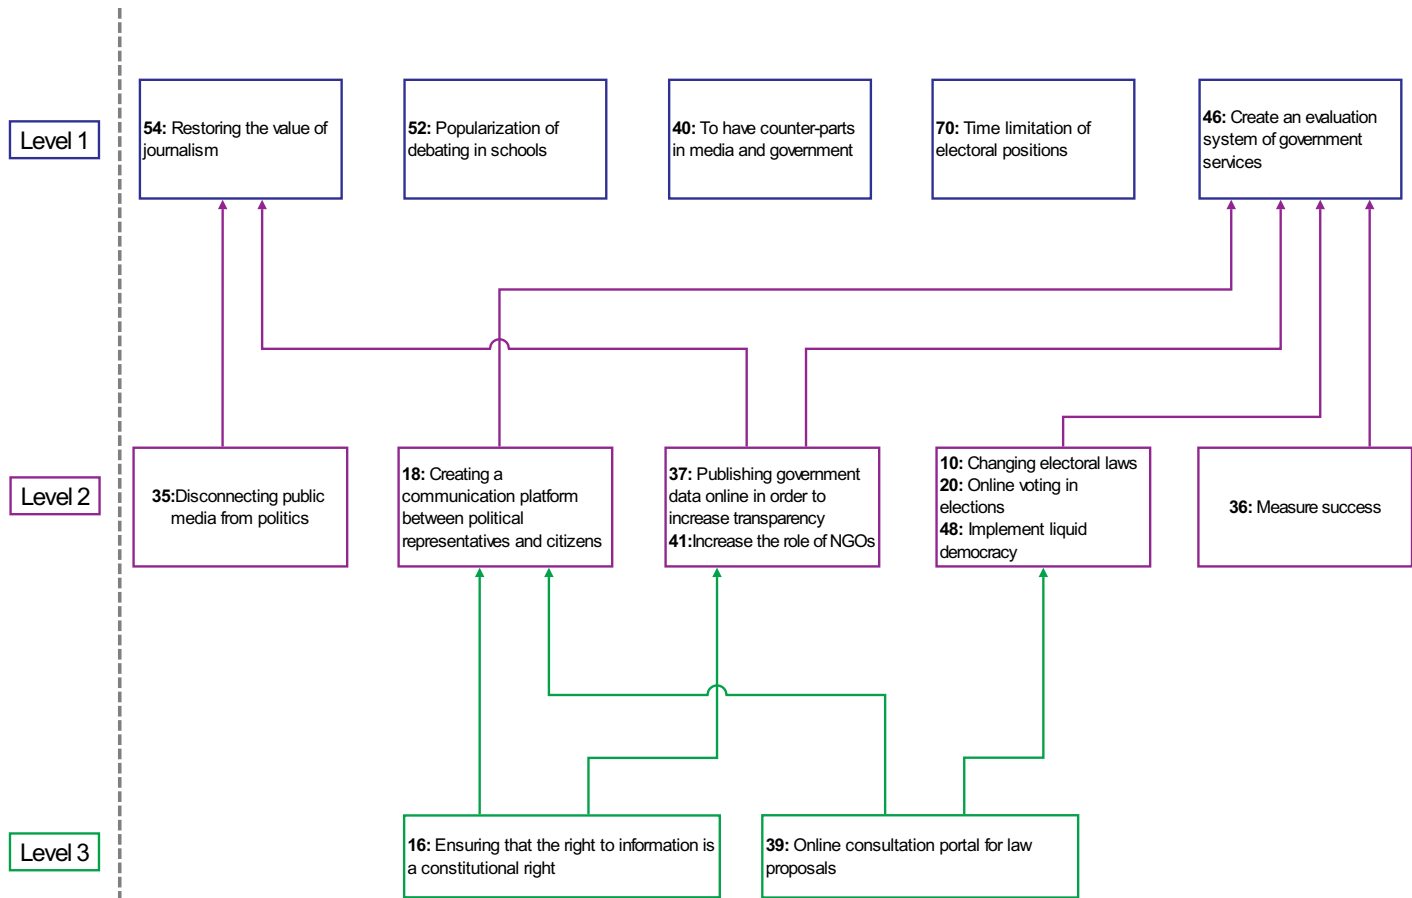 Level 1
54: Restoring the value of
journalism
52: Popularization of
debating in schools
40: To have counter-parts
in media and government
70: Time limitation of
electoral positions
46: Create an evaluation
system of government
services
Level 2
35:Disconnecting public
media from politics
18: Creating a
communication platform
between political
representatives and citizens
37: Publishing government
data online in order to
increase transparency
41:Increase the role of NGOs
10: Changing electoral laws
20: Online voting in
elections
48: Implement liquid
democracy
36: Measure success
Level 3
16: Ensuring that the right to information is
a constitutional right
39: Online consultation portal for law
proposals